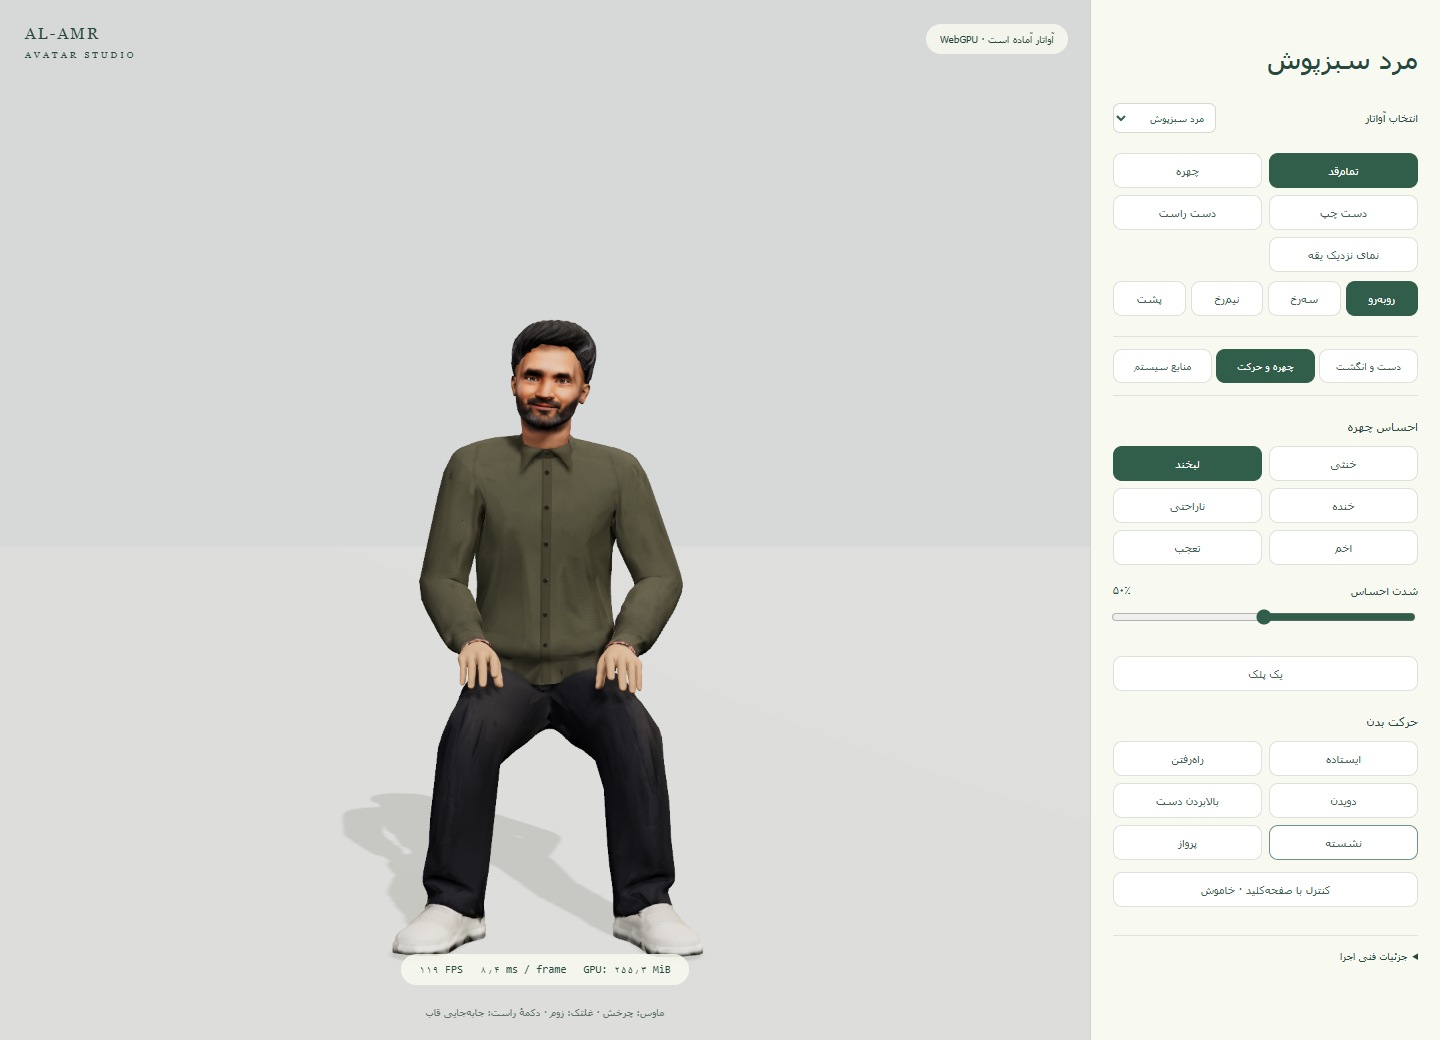 AL-AMR
AVATAR STUDIO
آواتار آماده است · WebGPU
مرد سبزپوش
انتخاب آواتار
مرد سبزپوش
تمام‌قد
چهره
دست چپ
دست راست
نمای نزدیک یقه
روبه‌رو
سه‌رخ
نیم‌رخ
پشت
دست و انگشت
چهره و حرکت
منابع سیستم
احساس چهره
خنثی
لبخند
خنده
ناراحتی
اخم
تعجب
شدت احساس
۵۰٪
یک پلک
حرکت بدن
ایستاده
راه‌رفتن
دویدن
بالابردن دست
نشسته
پرواز
کنترل با صفحه‌کلید · خاموش
جزئیات فنی اجرا
۱۱۹ FPS ۸٫۴ ms / frame GPU: ۲۵۵٫۳ MiB
ماوس: چرخش · غلتک: زوم · دکمهٔ راست: جابه‌جایی قاب